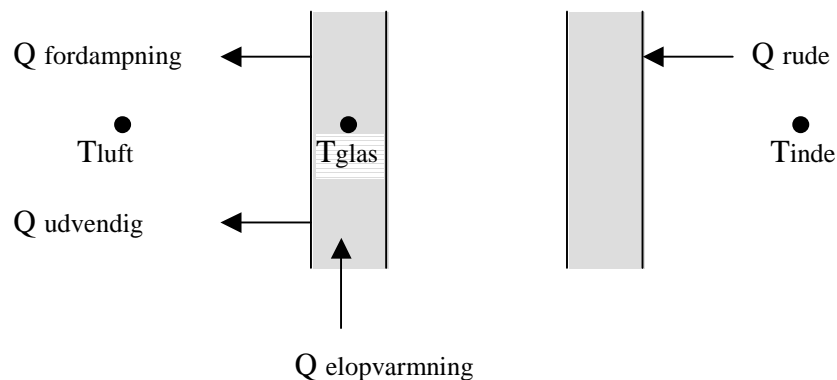 Q fordampning
Q rude
Tluft
Tglas
Tinde
Q udvendig
Q elopvarmning